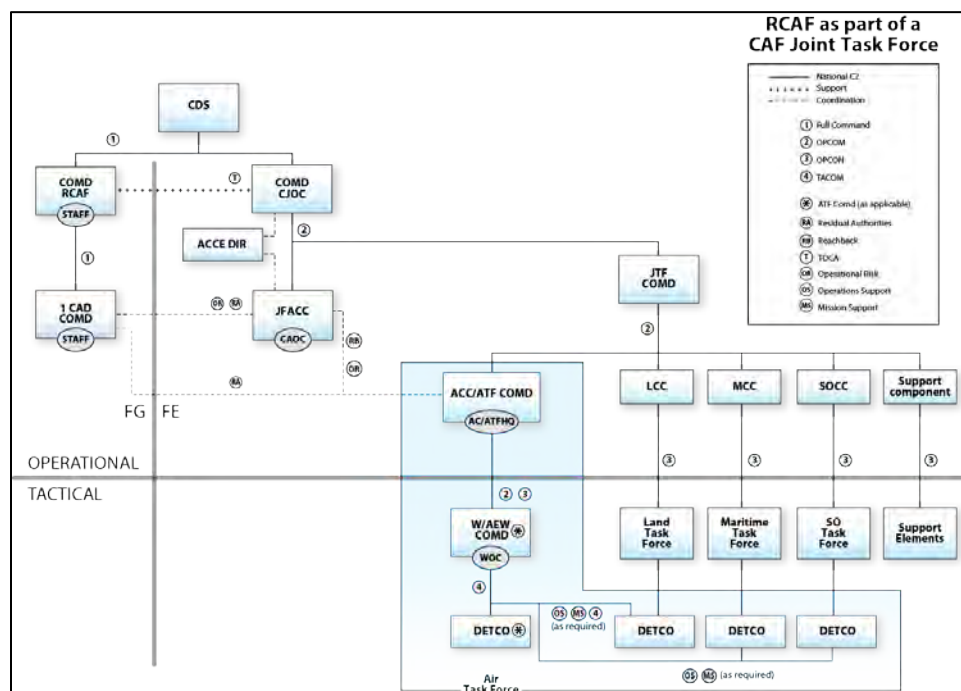 RCAF as part of a
CAF Joint Task Force
National C2
Support
Coordination
1 Full Command
2 OPCOM
3 OPCON
4 TACOM
* ATF Comd (as applicable)
RA Residual Authorities
RB Reachback
T TOCA
OR Operational Risk
OS Operations Support
MS Mission Support
CDS
1
COMD
RCAF
STAFF
T
COMD
CJOC
1
ACCE DIR
2
JTF
COMD
1 CAD
COMD
STAFF
OR RA
JFACC
CAOC
RB
OR
2
RA
FG FE
ACC/ATF COMD
AC/ATFHQ
LCC
MCC
SOCC
Support
component
OPERATIONAL
3 3 3 3
TACTICAL
2 3
W/AEW
COMD *
WOC
Land
Task
Force
Maritime
Task
Force
SO
Task
Force
Support
Elements
4
OS MS 4
(as required)
DETCO *
DETCO
DETCO
DETCO
OS MS (as required)
Air
Task Force